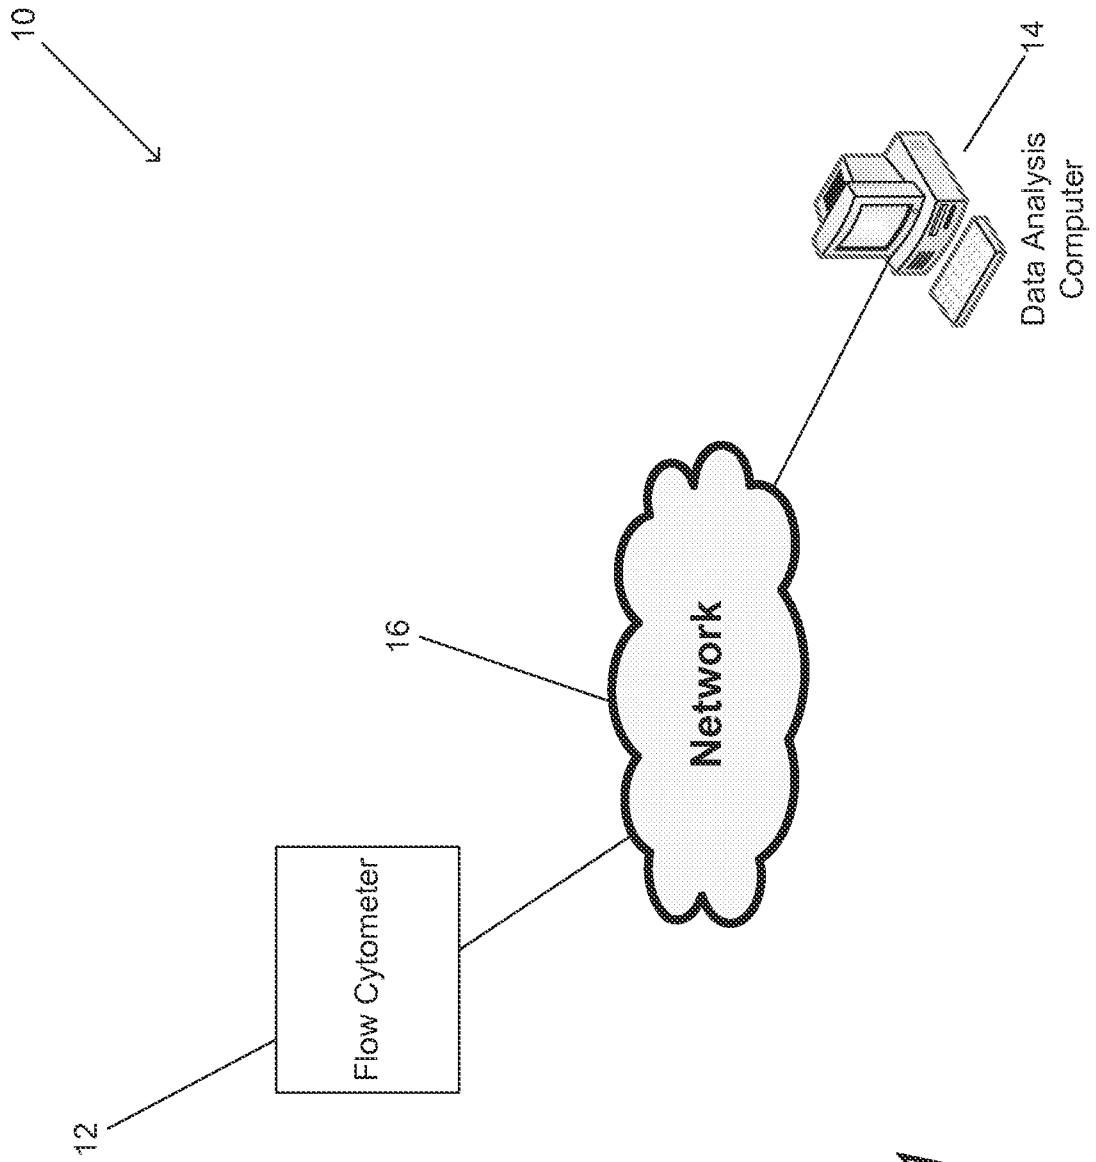 10
12
Flow Cytometer
16
Network
14
Data Analysis
Computer